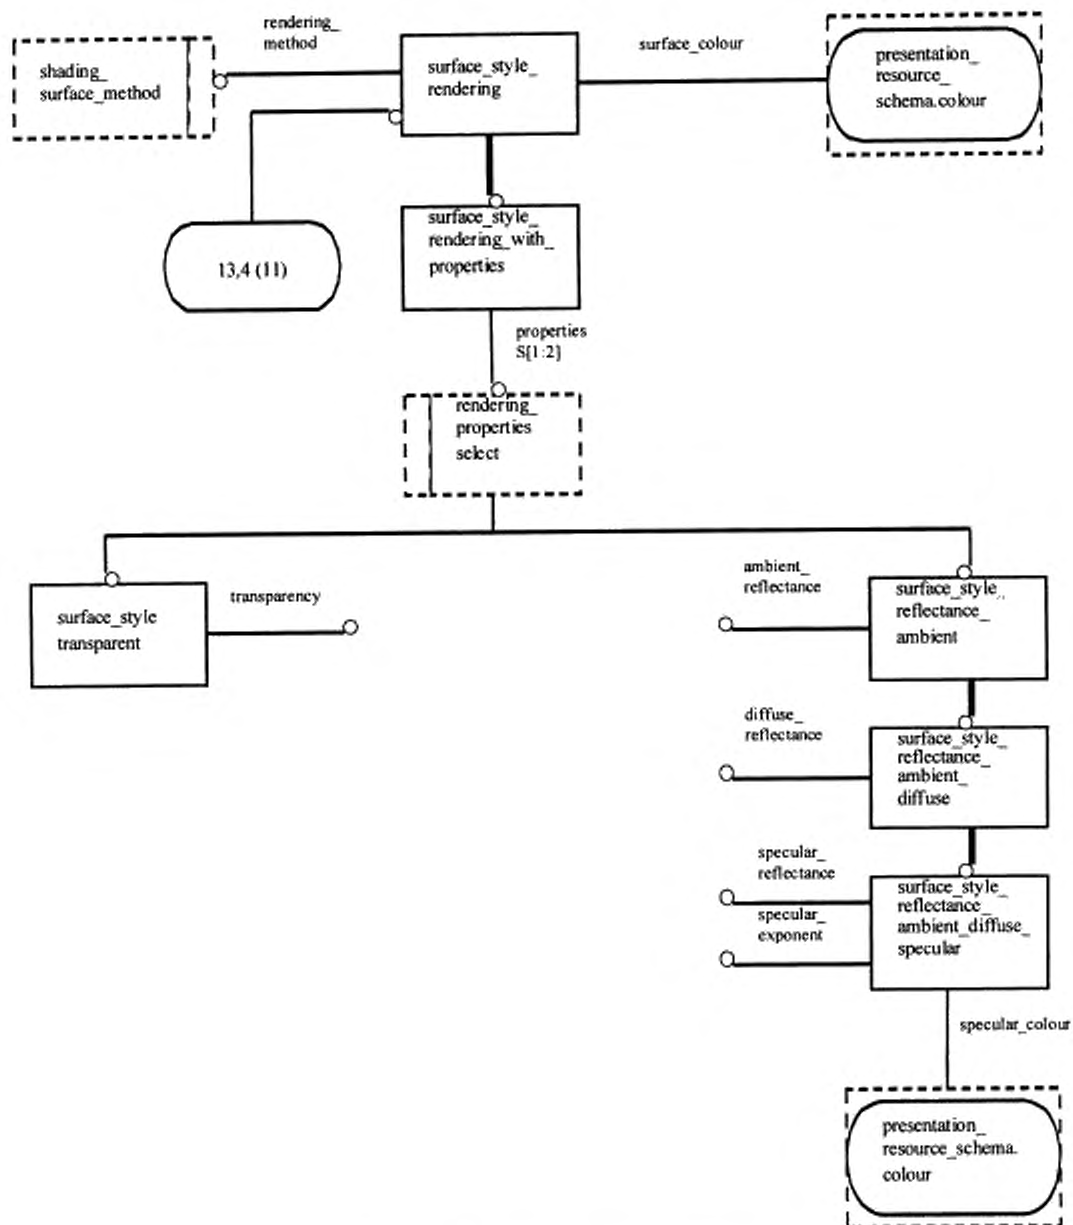 rendering_
method
shading_
surface_method
surface_style_
rendering
surface_colour
presentation_
resource_
schema.colour
13,4 (11)
surface_style_
rendering_with_
properties
properties
S[1:2]
rendering_
properties
select
surface_style
transparent
transparency
ambient_
reflectance
surface_style_
reflectance_
ambient
diffuse_
reflectance
surface_style_
reflectance_
ambient_
diffuse
specular_
reflectance
specular_
exponent
surface_style_
reflectance_
ambient_diffuse_
specular
specular_colour
presentation_
resource_schema.
colour